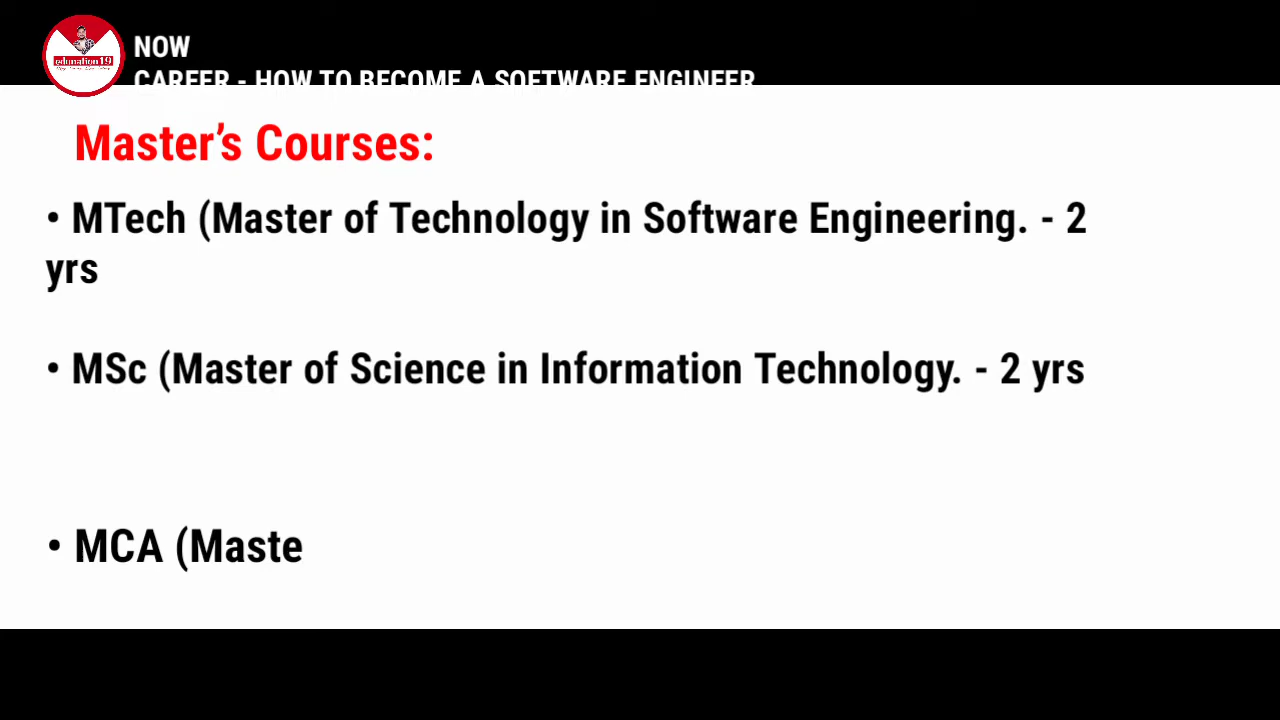 edunation19
NOW
CAREER - HOW TO BECOME A SOFTWARE ENGINEER
Master’s Courses:
• MTech (Master of Technology in Software Engineering. - 2
yrs
• MSc (Master of Science in Information Technology. - 2 yrs
• MCA (Maste